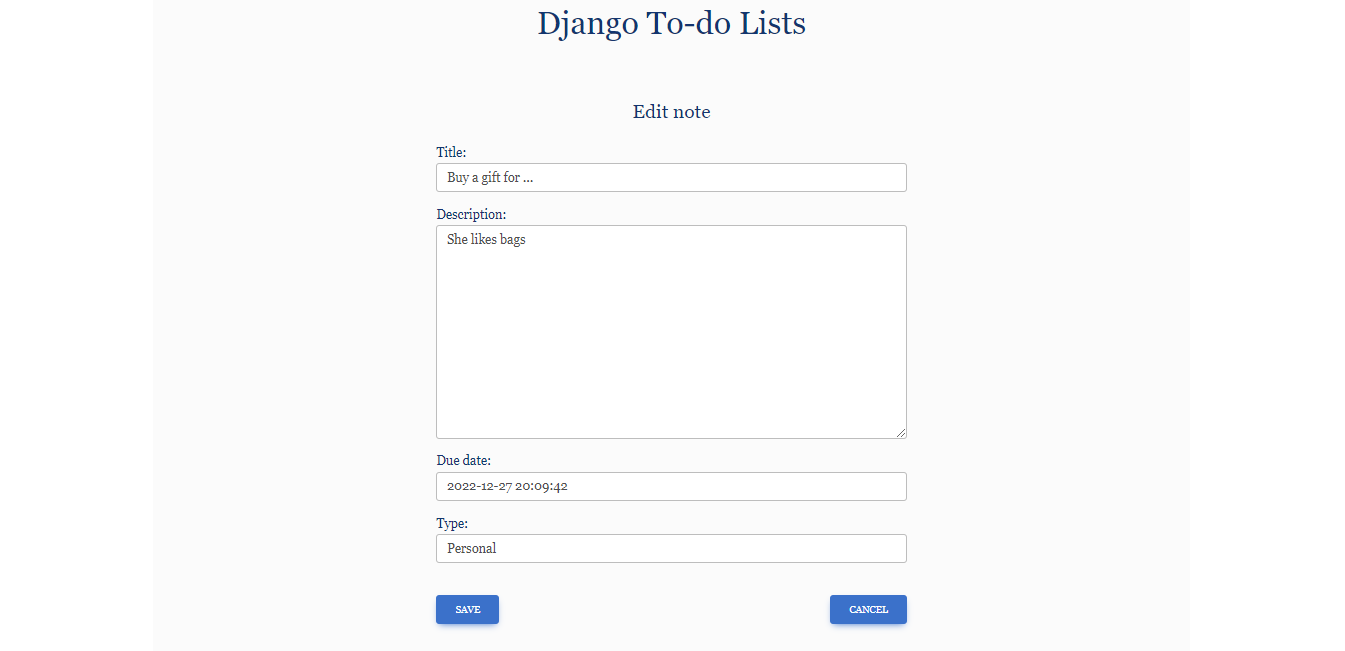 Django To-do Lists
Edit note
Title:
Buy a gift for ...
Description:
She likes bags
Due date:
2022-12-27 20:09:42
Type:
Personal
SAVE
CANCEL